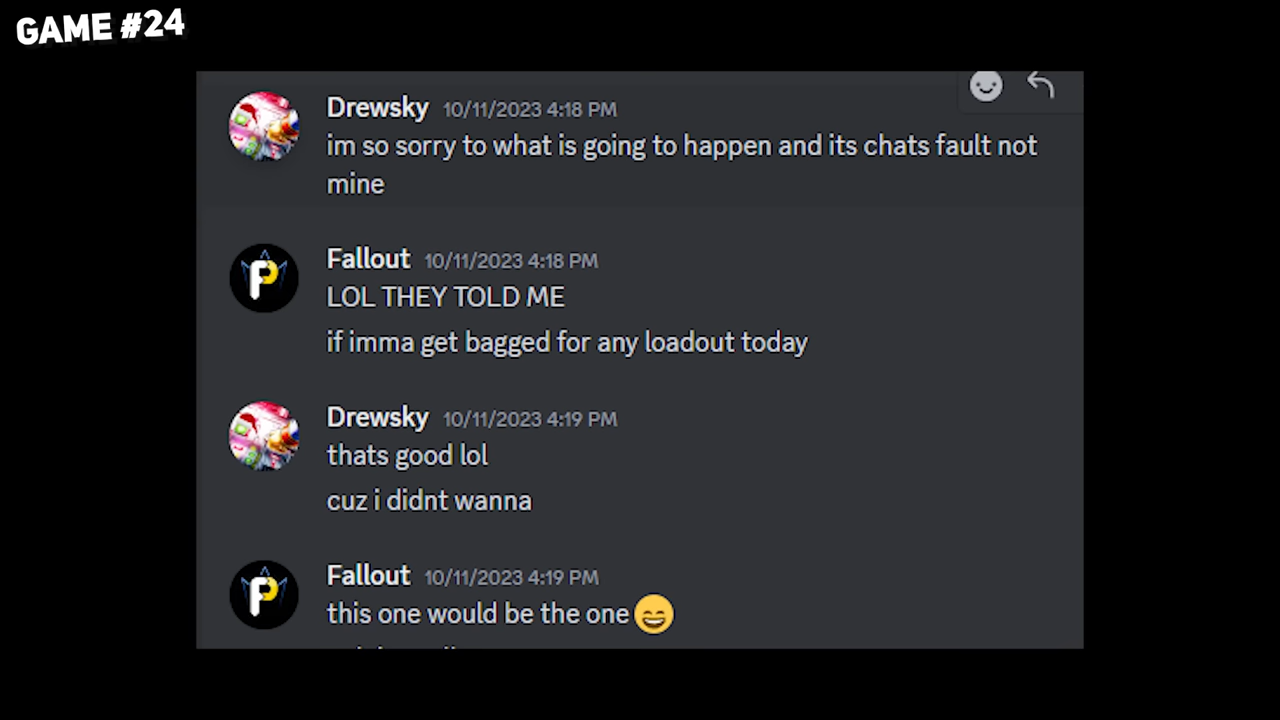 GAME #24
Drewsky 10/11/2023 4:18 PM
im so sorry to what is going to happen and its chats fault not
mine
Fallout 10/11/2023 4:18 PM
LOL THEY TOLD ME
if imma get bagged for any loadout today
Drewsky 10/11/2023 4:19 PM
thats good lol
cuz i didnt wanna
Fallout 10/11/2023 4:19 PM
this one would be the one😄